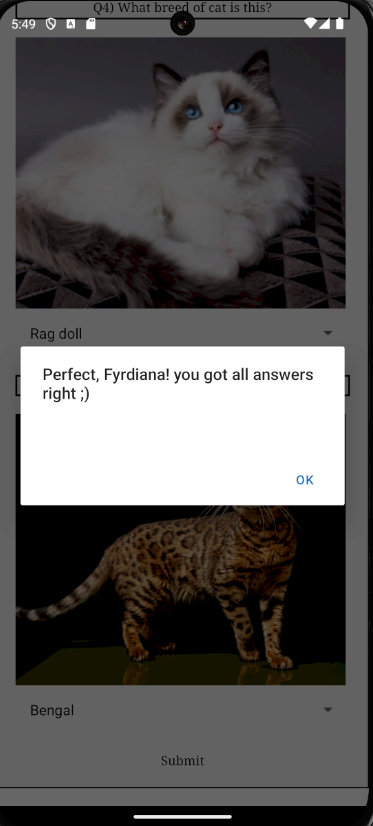 Q4) What breed of cat is this?
5:49
Rag doll
Perfect, Fyrdiana! you got all answers
right ;)
OK
Bengal
Submit